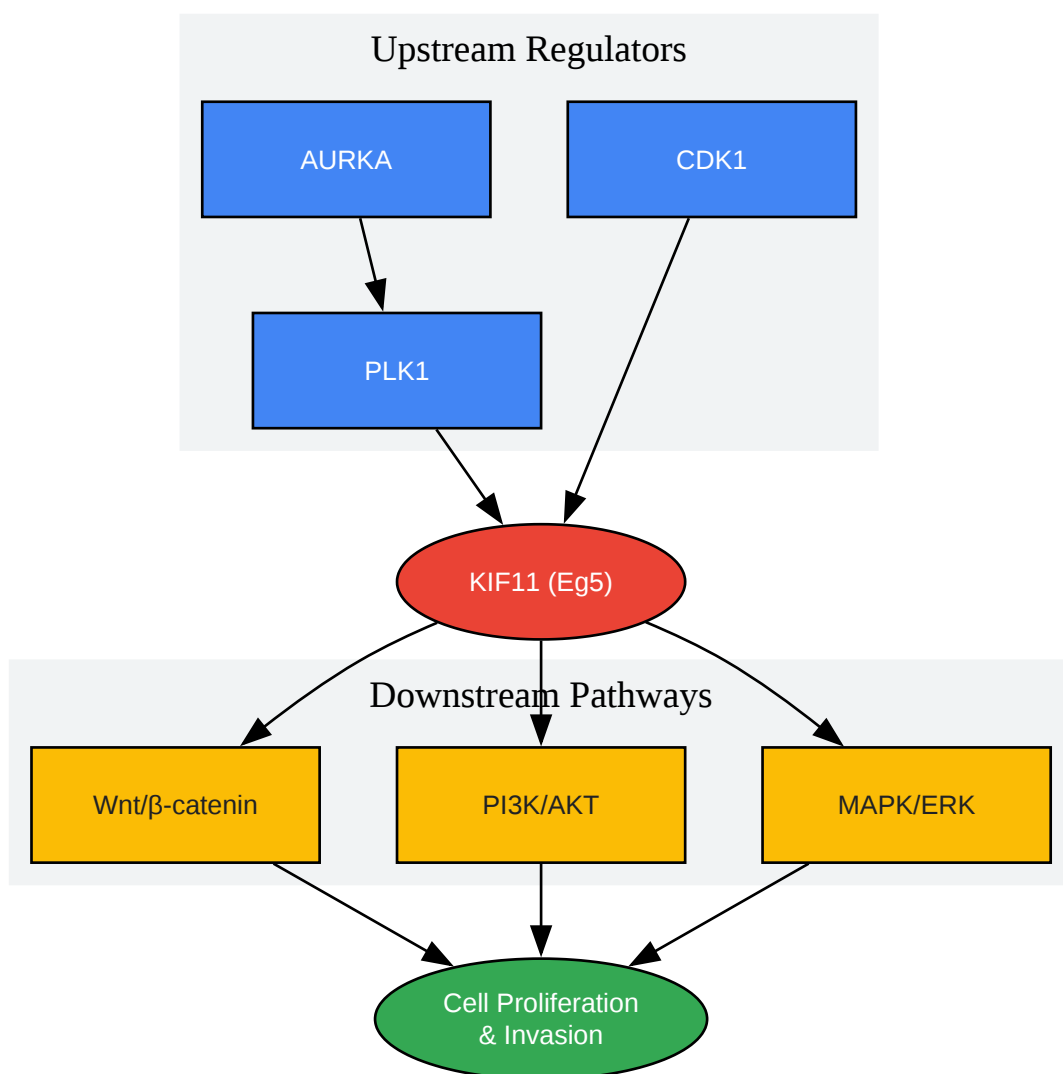 Upstream Regulators
AURKA
CDK1
PLK1
KIF11 (Eg5)
Downstream Pathways
Wnt/β-catenin
PI3K/AKT
MAPK/ERK
Cell Proliferation
& Invasion